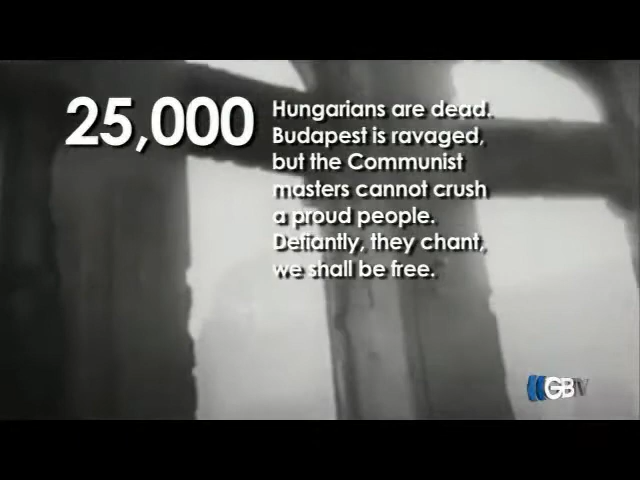 25,000
Hungarians are dead.
Budapest is ravaged,
but the Communist
masters cannot crush
a proud people.
Defiantly, they chant,
we shall be free.
GBTV